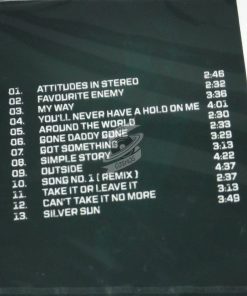 01. ATTITUDES IN STEREO 2:46
02. FAVOURITE ENEMY 2:32
03. MY WAY 3:36
04. YOU'LL NEVER HAVE A HOLD ON ME 4:01
05. AROUND THE WORLD 2:30
06. GONE DADDY GONE 2:33
07. GOT SOMETHING 3:29
08. SIMPLE STORY 3:13
09. OUTSIDE 4:22
10. SONG NO. 1 (REMIX) 4:37
11. TAKE IT OR LEAVE IT 2:37
12. CAN'T TAKE IT NO MORE 3:13
13. SILVER SUN 3:49